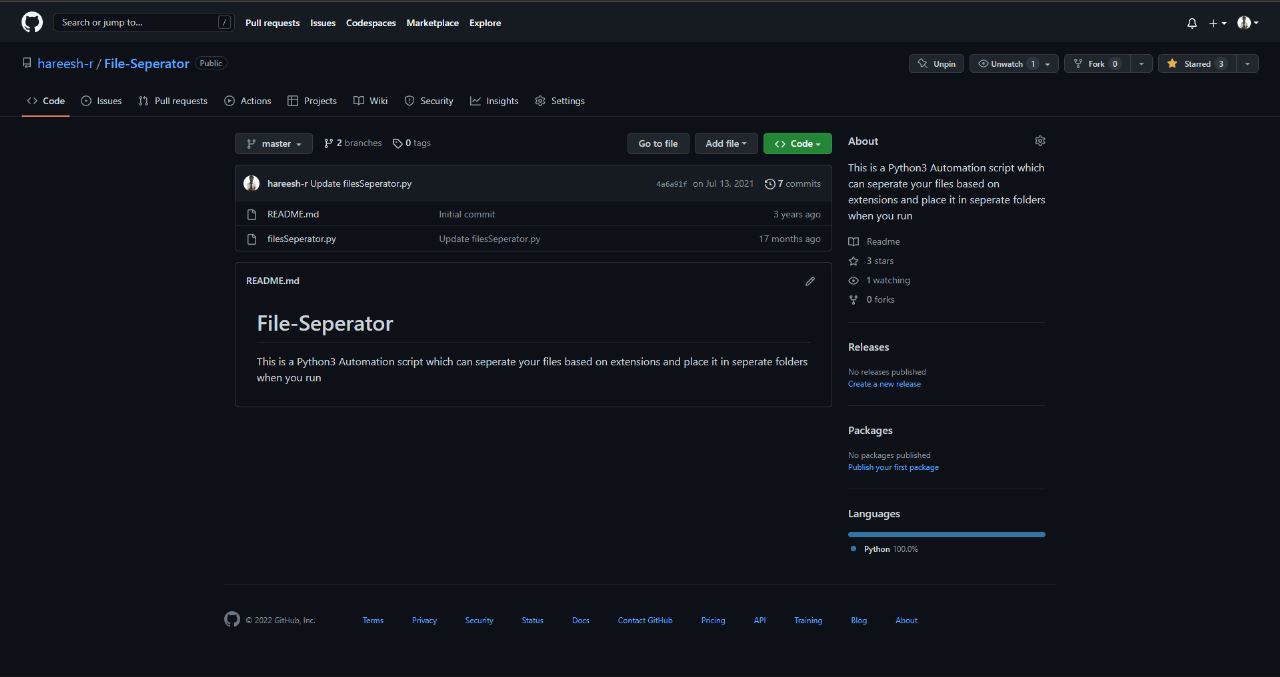 Search or jump to... /
Pull requests Issues Codespaces Marketplace Explore
hareesh-r / File-Seperator Public
Unpin Unwatch 1 Fork 0 Starred 3
Code Issues Pull requests Actions Projects Wiki Security Insights Settings
master 2 branches 0 tags Go to file Add file Code
hareesh-r Update filesSeperator.py 4a6a91f on Jul 13, 2021 7 commits
README.md Initial commit 3 years ago
filesSeperator.py Update filesSeperator.py 17 months ago
README.md
File-Seperator
This is a Python3 Automation script which can seperate your files based on extensions and place it in seperate folders
when you run
About
This is a Python3 Automation script which
can seperate your files based on
extensions and place it in seperate folders
when you run
Readme
3 stars
1 watching
0 forks
Releases
No releases published
Create a new release
Packages
No packages published
Publish your first package
Languages
Python 100.0%
© 2022 GitHub, Inc. Terms Privacy Security Status Docs Contact GitHub Pricing API Training Blog About